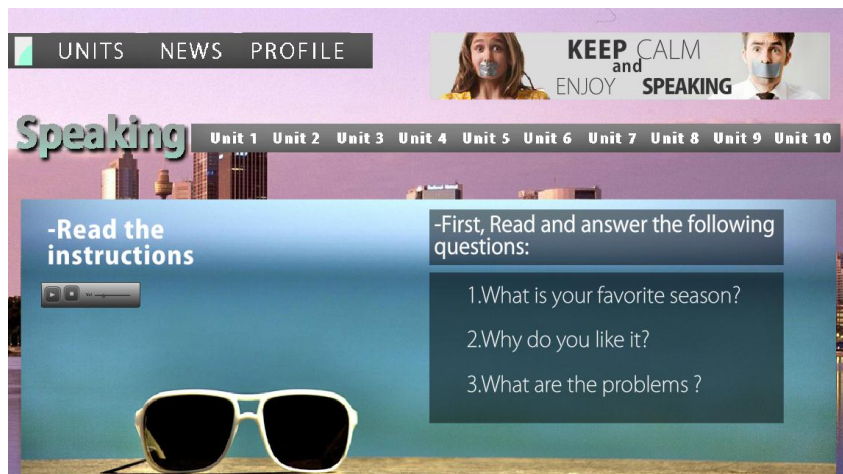 UNITS NEWS PROFILE
KEEP CALM
and
ENJOY SPEAKING
Speaking
Unit 1 Unit 2 Unit 3 Unit 4 Unit 5 Unit 6 Unit 7 Unit 8 Unit 9 Unit 10
-Read the
instructions
-First, Read and answer the following
questions:
1.What is your favorite season?
2.Why do you like it?
3.What are the problems ?